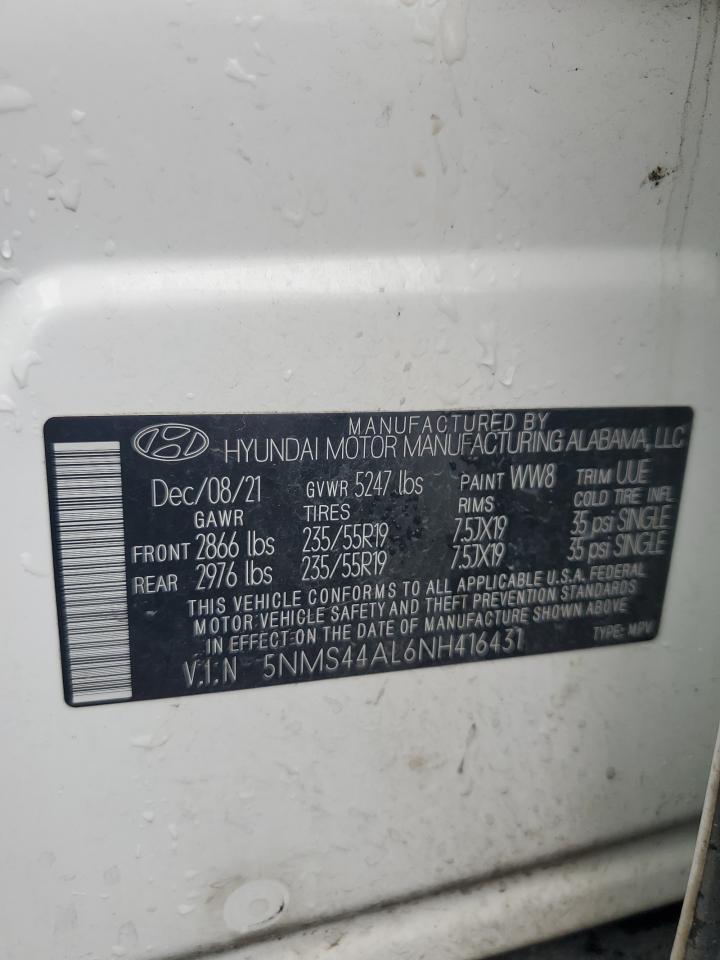 MANUFACTURED BY
HYUNDAI MOTOR MANUFACTURING ALABAMA, LLC
Dec/08/21 GVWR 5247 lbs PAINT WW8 TRIM UUE
GAWR TIRES RIMS COLD TIRE INFL
FRONT 2866 lbs 235/55R19 7.5JX19 35 psi SINGLE
REAR 2976 lbs 235/55R19 7.5JX19 35 psi SINGLE
THIS VEHICLE CONFORMS TO ALL APPLICABLE U.S.A. FEDERAL
MOTOR VEHICLE SAFETY AND THEFT PREVENTION STANDARDS
IN EFFECT ON THE DATE OF MANUFACTURE SHOWN ABOVE
V.I.N 5NMS44AL6NH416431 TYPE: MPV